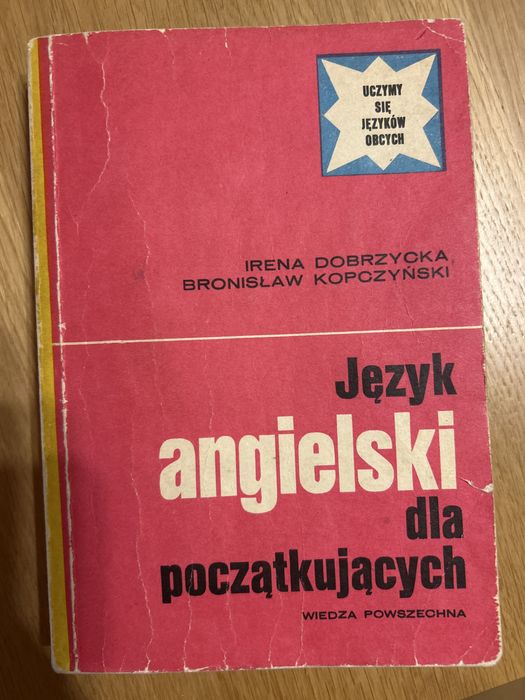 UCZYMY
SIĘ
JĘZYKÓW
OBCYCH
IRENA DOBRZYCKA
BRONISŁAW KOPCZYŃSKI
Język
angielski
dla
początkujących
WIEDZA POWSZECHNA